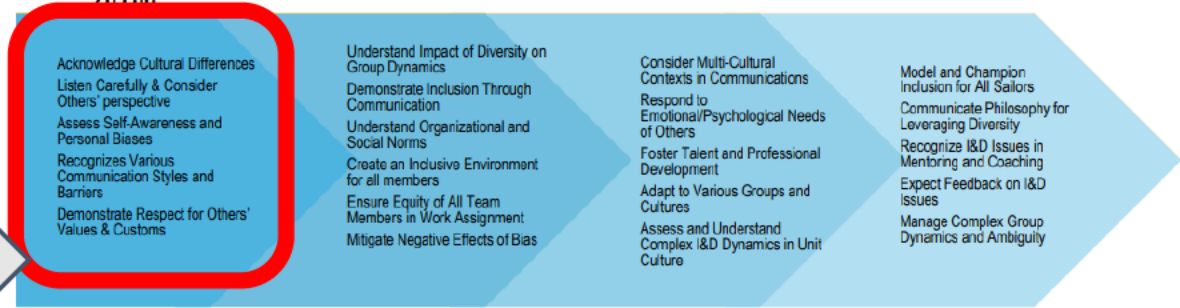 Acknowledge Cultural Differences
Listen Carefully & Consider
Others' perspective
Assess Self-Awareness and
Personal Biases
Recognizes Various
Communication Styles and
Barriers
Demonstrate Respect for Others'
Values & Customs
Understand Impact of Diversity on
Group Dynamics
Demonstrate Inclusion Through
Communication
Understand Organizational and
Social Norms
Create an Inclusive Environment
for all members
Ensure Equity of All Team
Members in Work Assignment
Mitigate Negative Effects of Bias
Consider Multi-Cultural
Contexts in Communications
Respond to
Emotional/Psychological Needs
of Others
Foster Talent and Professional
Development
Adapt to Various Groups and
Cultures
Assess and Understand
Complex I&D Dynamics in Unit
Culture
Model and Champion
Inclusion for All Sailors
Communicate Philosophy for
Leveraging Diversity
Recognize I&D Issues in
Mentoring and Coaching
Expect Feedback on I&D
Issues
Manage Complex Group
Dynamics and Ambiguity